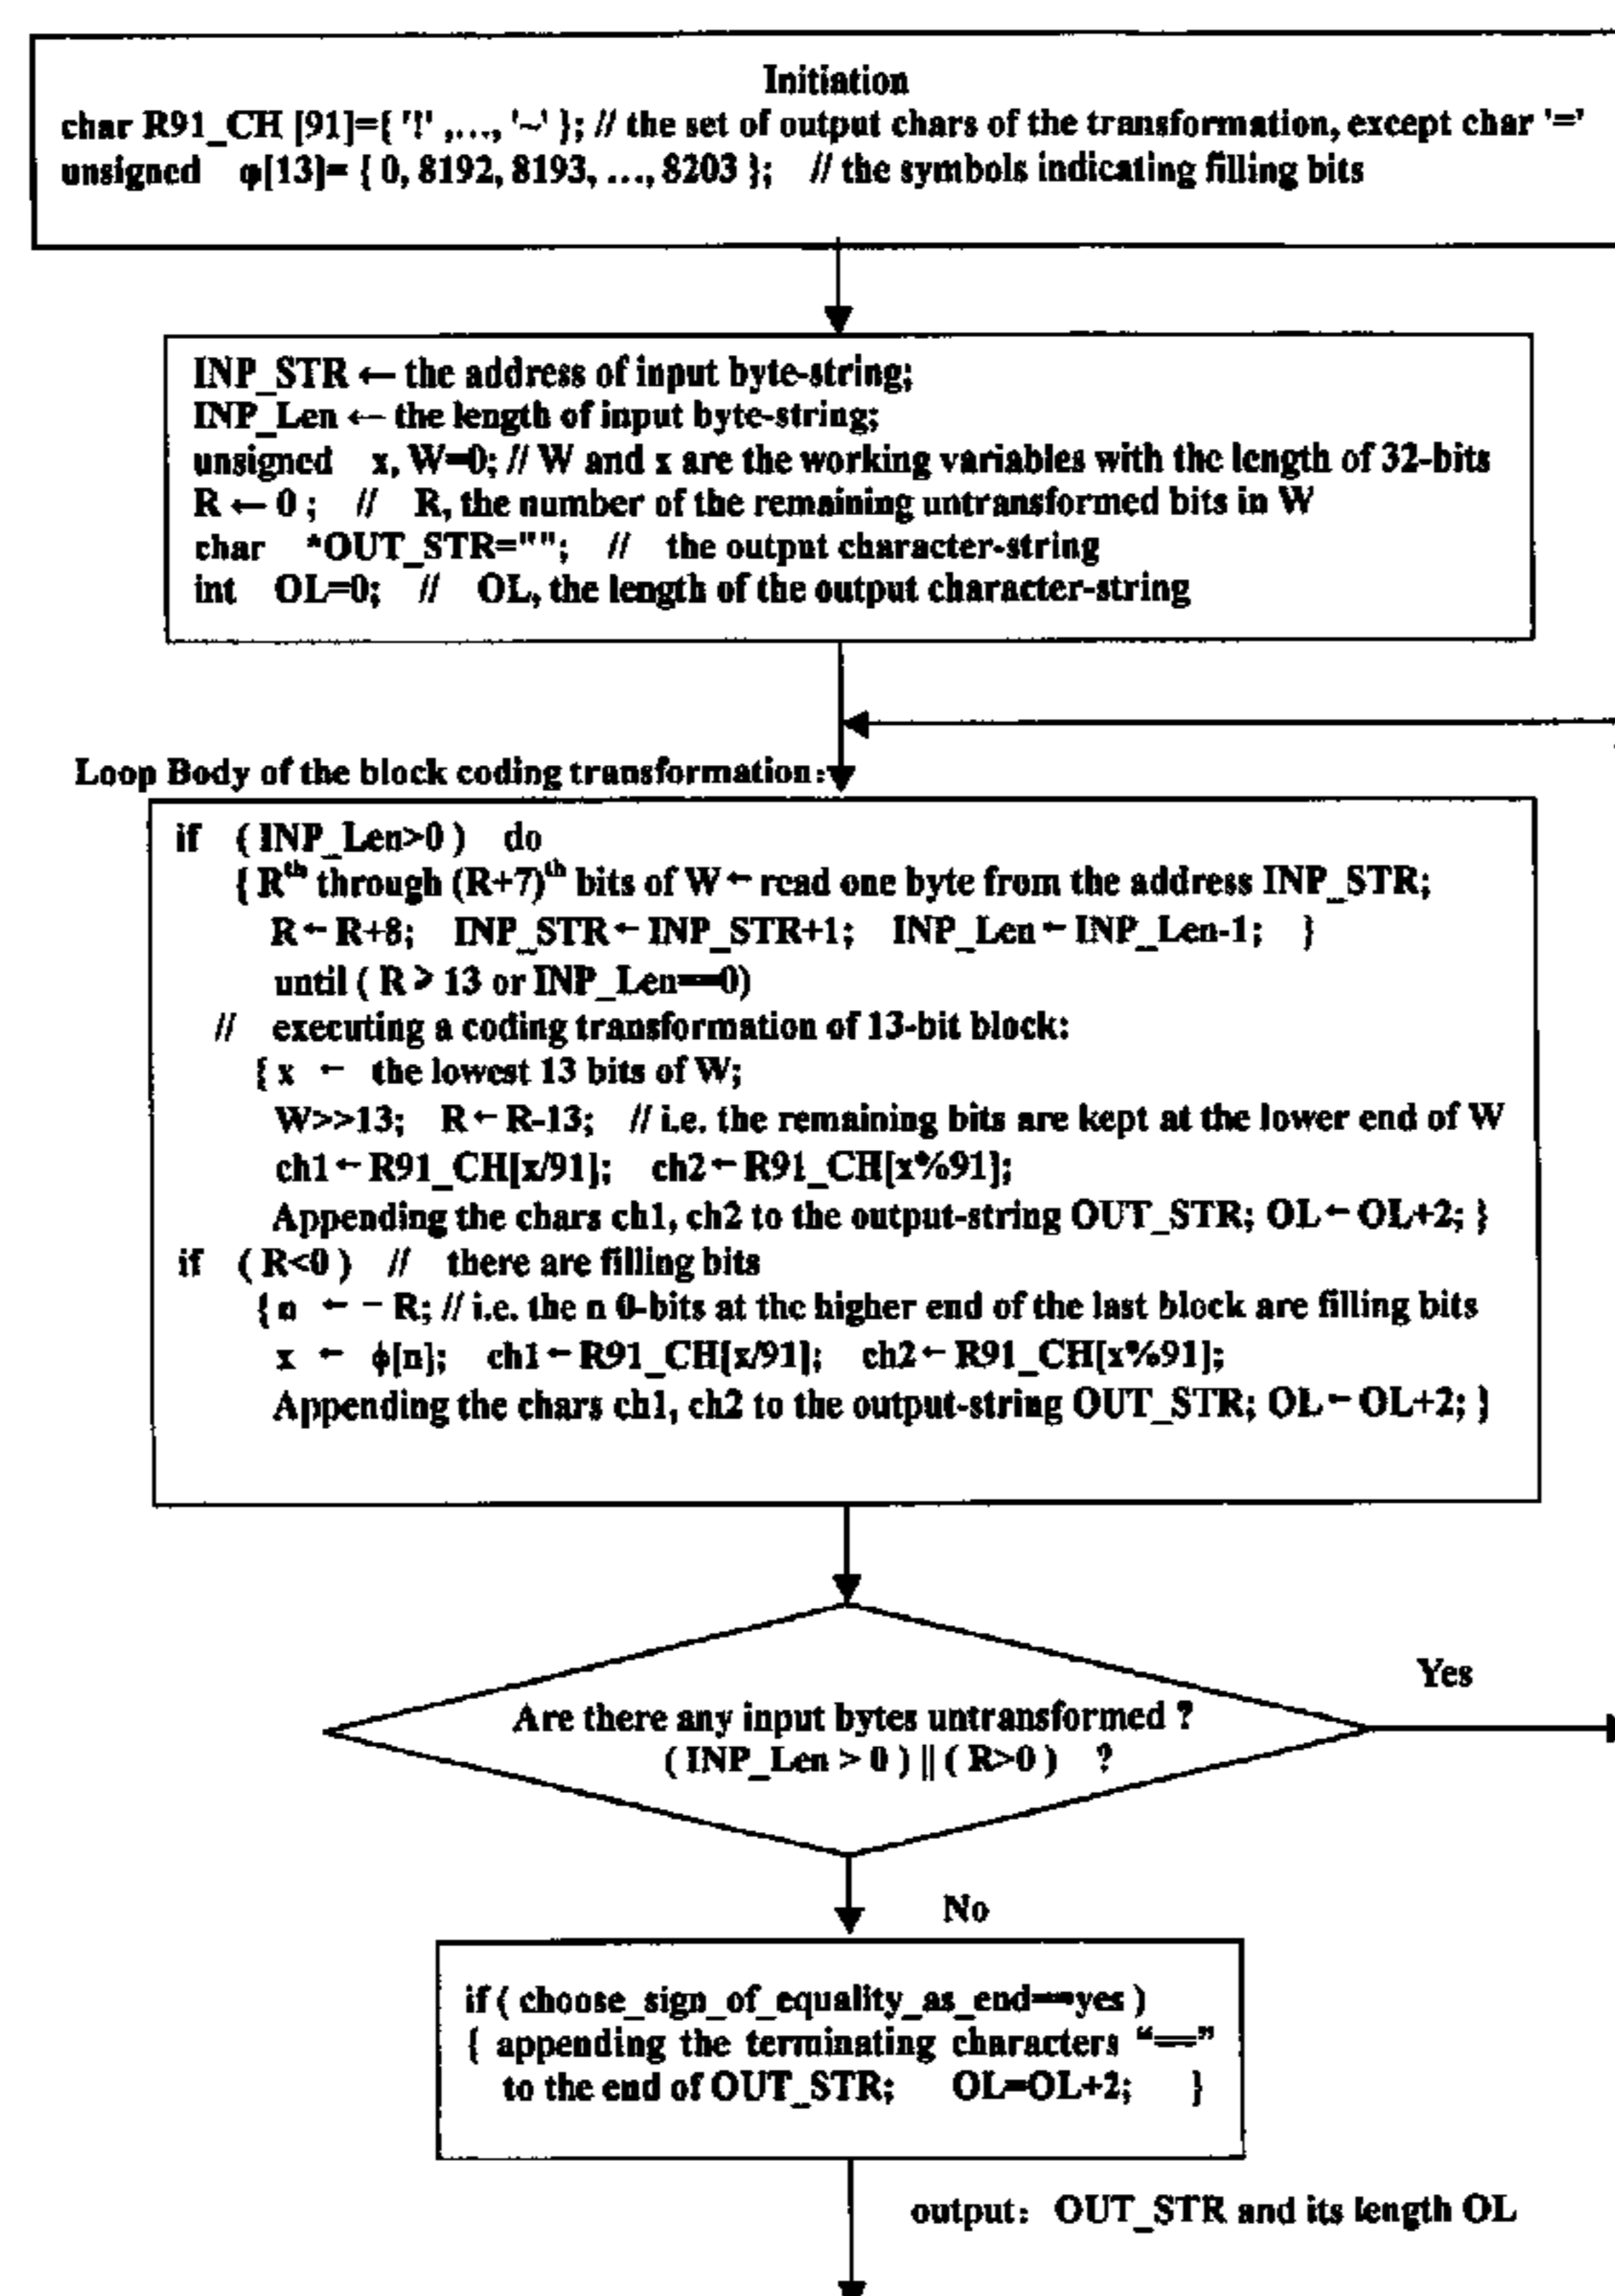 Initiation
char R91_CH [91]={ '!' ,..., '~' }; // the set of output chars of the transformation, except char '='
unsigned φ[13]= { 0, 8192, 8193, ..., 8203 }; // the symbols indicating filling bits
INP_STR ← the address of input byte-string;
INP_Len ← the length of input byte-string;
unsigned x, W=0; // W and x are the working variables with the length of 32-bits
R ← 0 ; // R, the number of the remaining untransformed bits in W
char *OUT_STR=""; // the output character-string
int OL=0; // OL, the length of the output character-string
Loop Body of the block coding transformation:
if ( INP_Len>0 ) do
{ Rth through (R+7)th bits of W ← read one byte from the address INP_STR;
R ← R+8; INP_STR ← INP_STR+1; INP_Len ← INP_Len-1; }
until ( R ⩾ 13 or INP_Len==0)
// executing a coding transformation of 13-bit block:
{ x ← the lowest 13 bits of W;
W>>13; R ← R-13; // i.e. the remaining bits are kept at the lower end of W
ch1 ← R91_CH[x/91]; ch2 ← R91_CH[x%91];
Appending the chars ch1, ch2 to the output-string OUT_STR; OL ← OL+2; }
if ( R<0 ) // there are filling bits
{ n ← − R; // i.e. the n 0-bits at the higher end of the last block are filling bits
x ← ϕ[n]; ch1 ← R91_CH[x/91]; ch2 ← R91_CH[x%91];
Appending the chars ch1, ch2 to the output-string OUT_STR; OL ← OL+2; }
Are there any input bytes untransformed ?
( INP_Len > 0 ) || ( R>0 ) ?
Yes
No
if ( choose_sign_of_equality_as_end==yes )
{ appending the terminating characters “==”
to the end of OUT_STR; OL=OL+2; }
output: OUT_STR and its length OL